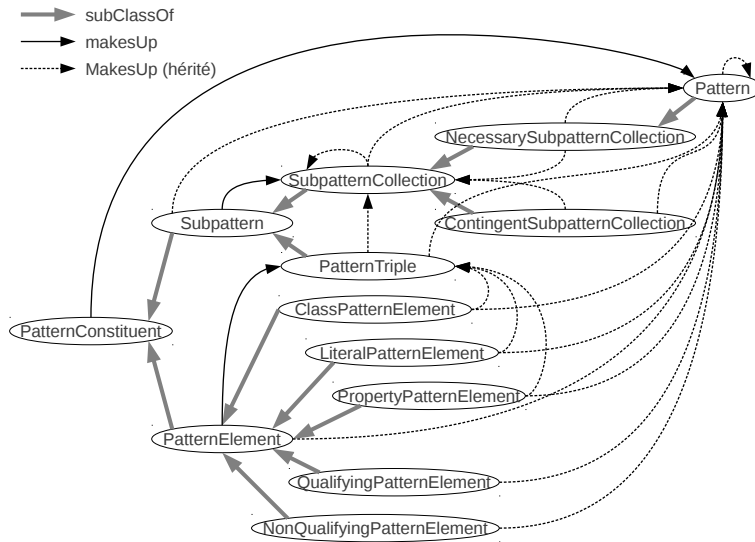 subClassOf
makesUp
MakesUp (hérité)
Pattern
NecessarySubpatternCollection
SubpatternCollection
Subpattern
ContingentSubpatternCollection
PatternTriple
ClassPatternElement
PatternConstituent
LiteralPatternElement
PropertyPatternElement
PatternElement
QualifyingPatternElement
NonQualifyingPatternElement